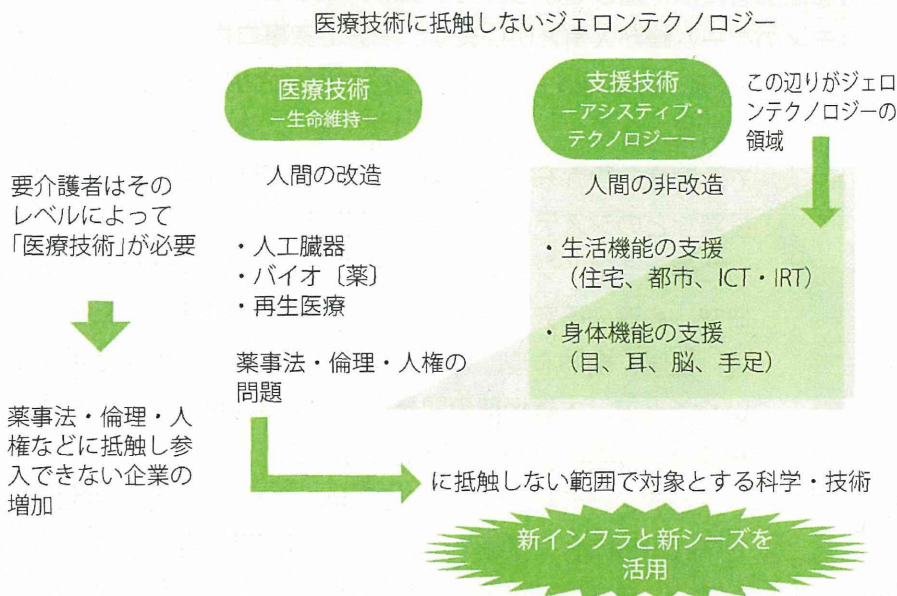 医療技術に抵触しないジェロンテクノロジー
医療技術
ー生命維持ー
支援技術
ーアシスティブ・
テクノロジーー
この辺りがジェロ
ンテクノロジーの
領域
要介護者はその
レベルによって
「医療技術」が必要
人間の改造
・人工臓器
・バイオ〔薬〕
・再生医療
薬事法・倫理・人権の
問題
人間の非改造
・生活機能の支援
（住宅、都市、ICT・IRT）
・身体機能の支援
（目、耳、脳、手足）
薬事法・倫理・人
権などに抵触し参
入できない企業の
増加
に抵触しない範囲で対象とする科学・技術
新インフラと新シーズを
活用